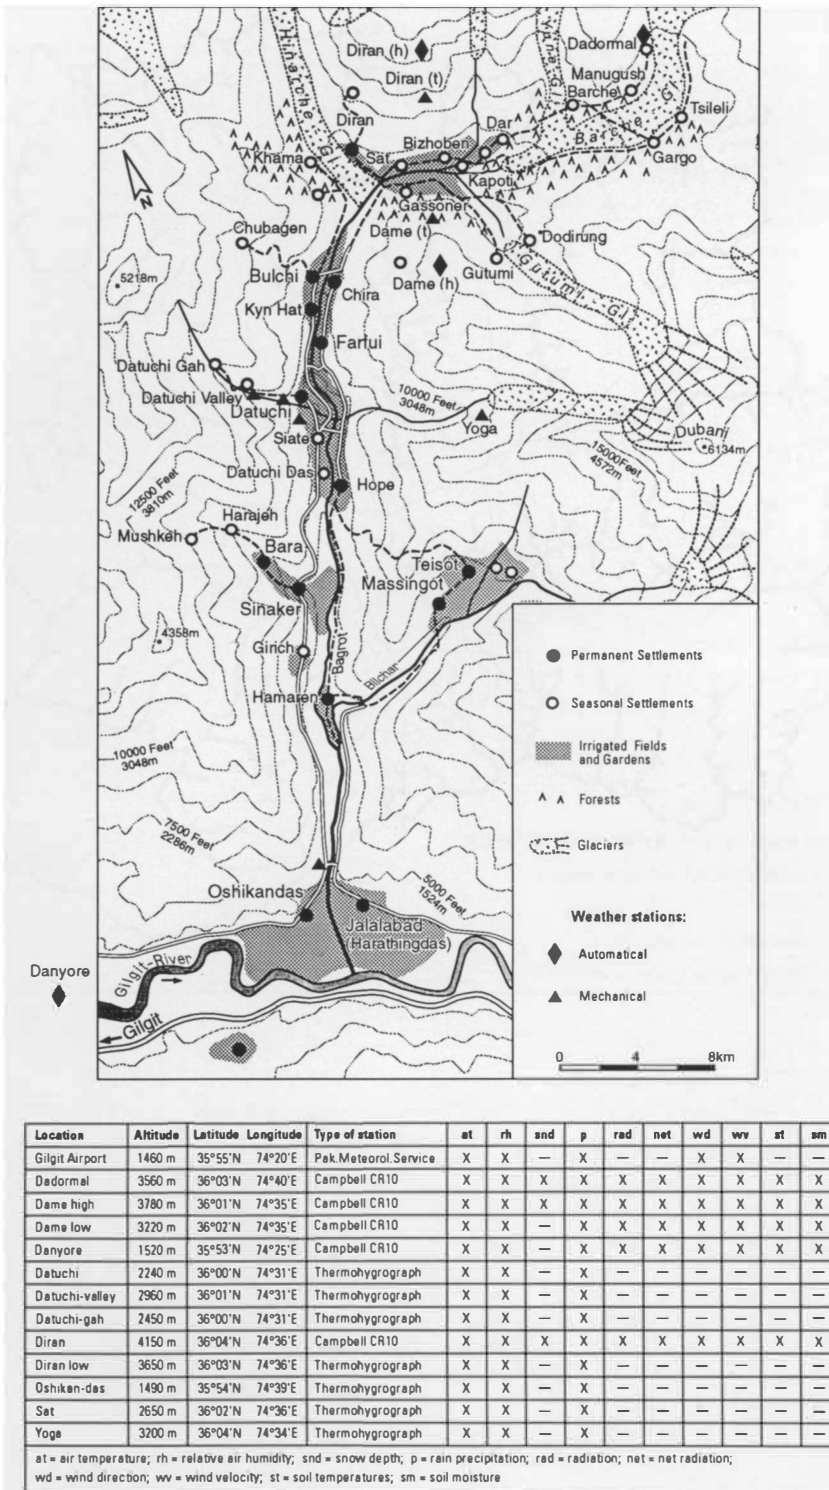 Hinarche Gl.
Diran (h)
Diran (t)
Yuna Gl.
Dadormal
Manugush
Barche
Barche Gl.
Tsileli
Diran
Dar
Bizhoben
Sat
Khama
Kapoti
Gargo
Gassoner
N
Chubagen
Dame (t)
Dodirung
Bulchi
Dame (h)
Gutumi
Gutumi-Gl.
5218m
Chira
Kyn Hat
Farfui
Datuchi Gah
Datuchi Valley
10000 Feet
3048m
Datuchi
Yoga
Dubani
6134m
Siate
15000Feet
4572m
Datuchi Das
Hope
12500 Feet
3810m
Harajeh
Mushkeh
Bara
Teisot
Massingot
Sinaker
4358m
Girich
Bagrot
Bilchar
Hamaren
10000 Feet
3048m
7500 Feet
2286m
5000 Feet
1524m
Oshikandas
Jalalabad
(Harathingdas)
Danyore
Gilgit-River
Gilgit
Permanent Settlements
Seasonal Settlements
Irrigated Fields
and Gardens
Forests
Glaciers
Weather stations:
Automatical
Mechanical
0 4 8km
Location Altitude Latitude Longitude Type of station at rh snd p rad net wd wv st sm
Gilgit Airport 1460 m 35°55'N 74°20'E Pak.Meteorol.Service X X — X — — X X — —
Dadormal 3560 m 36°03'N 74°40'E Campbell CR10 X X X X X X X X X X
Dame high 3780 m 36°01'N 74°35'E Campbell CR10 X X X X X X X X X X
Dame low 3220 m 36°02'N 74°35'E Campbell CR10 X X — X X X X X X X
Danyore 1520 m 35°53'N 74°25'E Campbell CR10 X X — X X X X X X X
Datuchi 2240 m 36°00'N 74°31'E Thermohygrograph X X — X — — — — — —
Datuchi-valley 2960 m 36°01'N 74°31'E Thermohygrograph X X — X — — — — — —
Datuchi-gah 2450 m 36°00'N 74°31'E Thermohygrograph X X — X — — — — — —
Diran 4150 m 36°04'N 74°36'E Campbell CR10 X X X X X X X X X X
Diran low 3650 m 36°03'N 74°36'E Thermohygrograph X X — X — — — — — —
Oshikan-das 1490 m 35°54'N 74°39'E Thermohygrograph X X — X — — — — — —
Sat 2650 m 36°02'N 74°36'E Thermohygrograph X X — X — — — — — —
Yoga 3200 m 36°04'N 74°34'E Thermohygrograph X X — X — — — — — —
at = air temperature; rh = relative air humidity; snd = snow depth; p = rain precipitation; rad = radiation; net = net radiation;
wd = wind direction; wv = wind velocity; st = soil temperatures; sm = soil moisture